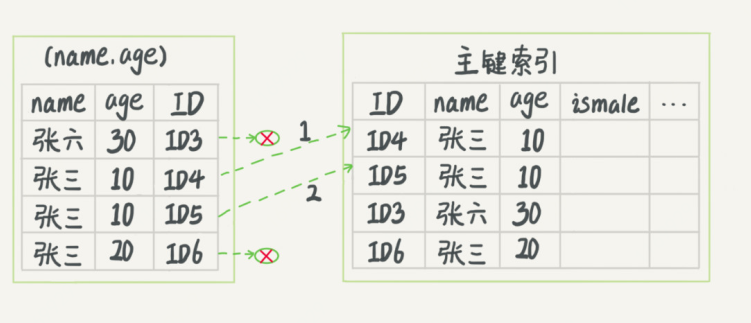 (name.age)
name age ID
张六 30 ID3
张三 10 ID4
张三 10 ID5
张三 20 ID6
1
2
主键索引
ID name age ismale ...
ID4 张三 10
ID5 张三 10
ID3 张六 30
ID6 张三 20